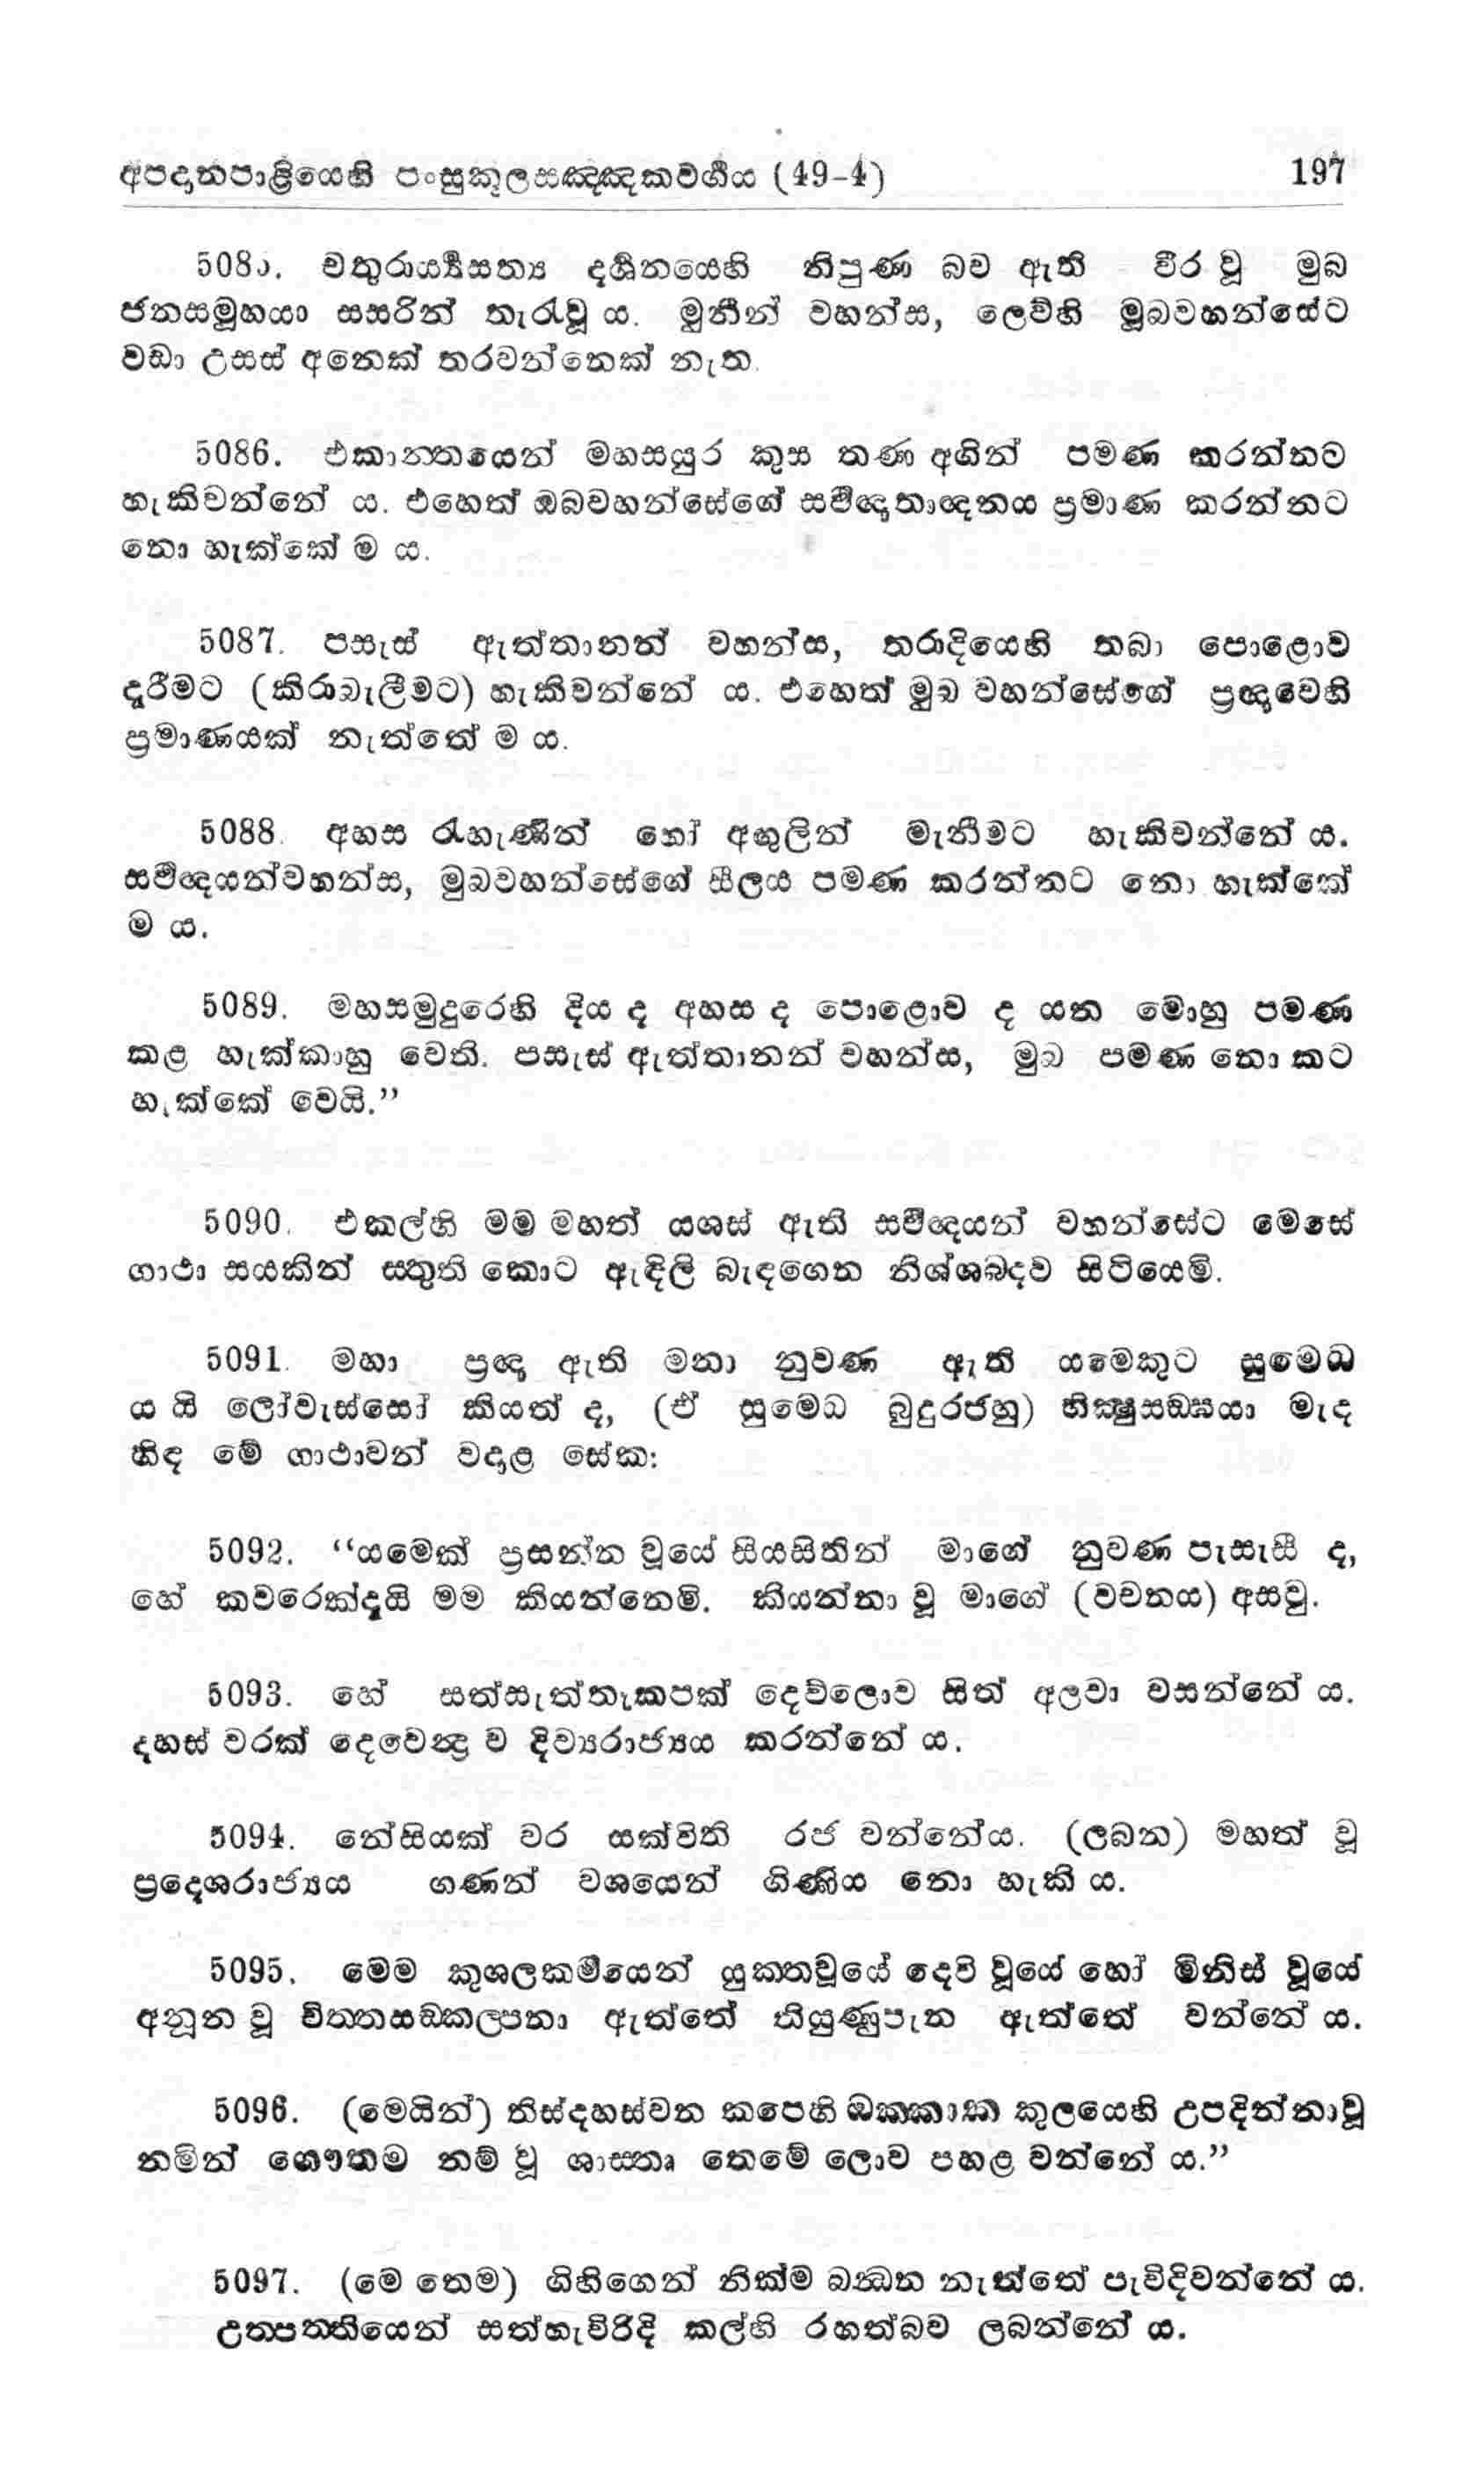 අපදානපාළියෙහි පංසුකූලසඤ්ඤකවර්ගය (49-4) 197
5085. චතුරාර්ය්‍යසත්‍ය දර්ශනයෙහි නිපුණ බව ඇති වීර වූ මුබ
ජනසමූහයා සසරින් තැරැවූ ය. මුනීන් වහන්ස, ලෙව්හි මුබවහන්සේට
වඩා උසස් අනෙක් තරවන්නෙක් නැත.
5086. එකාන්තයෙන් මහසයුර කුස තණ අගින් පමණ කරන්නට
හැකිවන්නේ ය. එහෙත් ඔබවහන්සේගේ සර්වඥතාඥානය ප්‍රමාණ කරන්නට
නො හැක්කේ ම ය.
5087. පසැස් ඇත්තානන් වහන්ස, තරාදියෙහි තබා පොළොව
දැරීමට (කිරාබැලීමට) හැකිවන්නේ ය. එහෙත් මුබ වහන්සේගේ ප්‍රඥාවෙහි
ප්‍රමාණයක් නැත්තේ ම ය.
5088. අහස රැහැණින් හෝ අඟුලින් මැනීමට හැකිවන්නේ ය.
සර්වඥයන්වහන්ස, මුබවහන්සේගේ සීලය පමණ කරන්නට නො හැක්කේ
ම ය.
5089. මහසමුදුරෙහි දිය ද අහස ද පොළොව ද යන මොහු පමණ
කළ හැක්කාහු වෙති. පසැස් ඇත්තානන් වහන්ස, මුබ පමණ නො කට
හැක්කේ වෙයි.”
5090. එකල්හි මම මහත් යශස් ඇති සර්වඥයන් වහන්සේට මෙසේ
ගාථා සයකින් ස්තුති කොට ඇඳිලි බැඳගෙන නිශ්ශබ්දව සිටියෙමි.
5091. මහා ප්‍රඥා ඇති මනා නුවණ ඇති යමෙකුට සුමෙධ
ය යි ලෝවැස්සෝ කියත් ද, (ඒ සුමෙධ බුදුරජහු) භික්ෂුසඞ්ඝයා මැද
හිඳ මේ ගාථාවන් වදාළ සේක:
5092. “යමෙක් ප්‍රසන්න වූයේ සියසිතින් මාගේ නුවණ පැසැසී ද,
හේ කවරෙක්දැයි මම කියන්නෙමි. කියන්නා වූ මාගේ (වචනය) අසවු.
5093. හේ සත්සැත්තෑකපක් දෙව්ලොව සිත් අලවා වසන්නේ ය.
දහස් වරක් දෙවෙන්ද්‍ර ව දිව්‍යරාජ්‍යය කරන්නේ ය.
5094. නේසියක් වර සක්විති රජ වන්නේය. (ලබන) මහත් වූ
ප්‍රදෙශරාජ්‍යය ගණන් වශයෙන් ගිණිය නො හැකි ය.
5095. මෙම කුශලකර්මයෙන් යුක්තවූයේ දෙව් වූයේ හෝ මිනිස් වූයේ
අනූන වූ චිත්තසඞ්කල්පනා ඇත්තේ තියුණුපැන ඇත්තේ වන්නේ ය.
5096. (මෙයින්) තිස්දහස්වන කපෙහි ඔක්කාක කුලයෙහි උපදින්නාවූ
නමින් ගෞතම නම් වූ ශාස්තෘ තෙමේ ලොව පහළ වන්නේ ය.”
5097. (මෙ තෙම) ගිහිගෙන් නික්ම බන්ධන නැත්තේ පැවිදිවන්නේ ය.
උත්පත්තියෙන් සත්හැවිරිදි කල්හි රහත්බව ලබන්නේ ය.